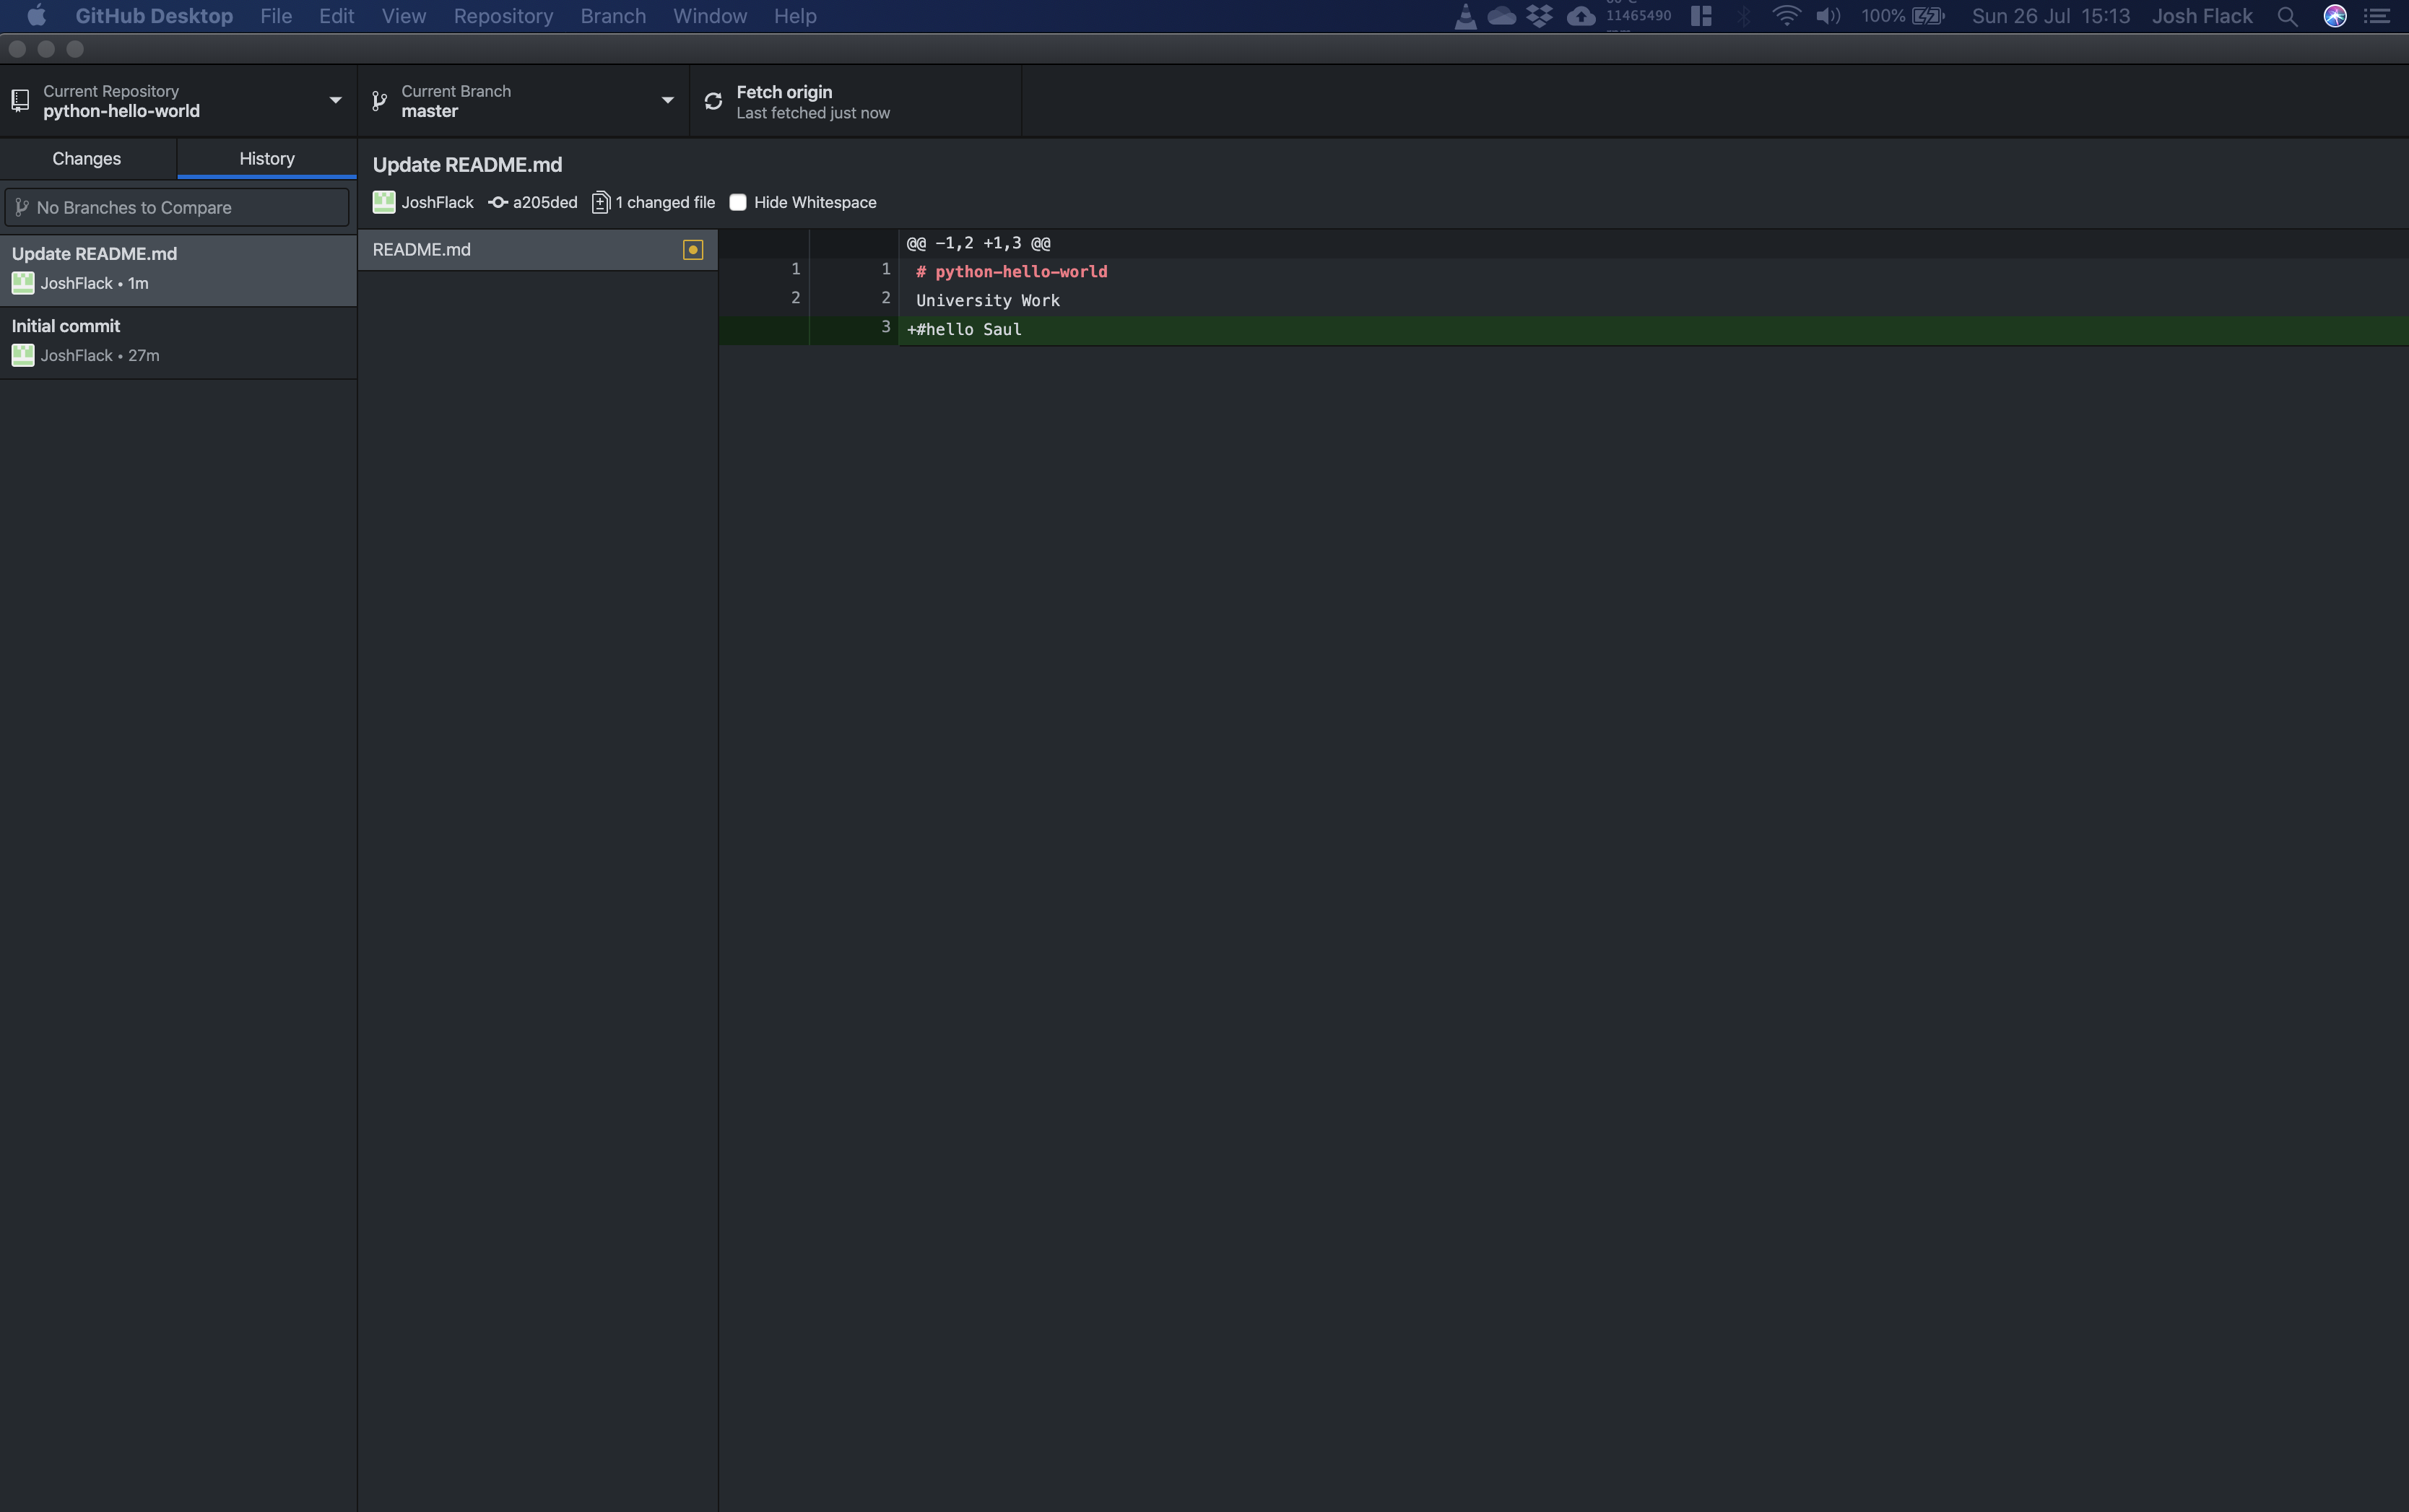 GitHub Desktop File Edit View Repository Branch Window Help 11465490 100% Sun 26 Jul 15:13 Josh Flack
Current Repository
python-hello-world
Current Branch
master
Fetch origin
Last fetched just now
Changes
History
No Branches to Compare
Update README.md
JoshFlack • 1m
Initial commit
JoshFlack • 27m
Update README.md
JoshFlack a205ded 1 changed file Hide Whitespace
README.md
@@ -1,2 +1,3 @@
1 1 # python-hello-world
2 2 University Work
3 +#hello Saul